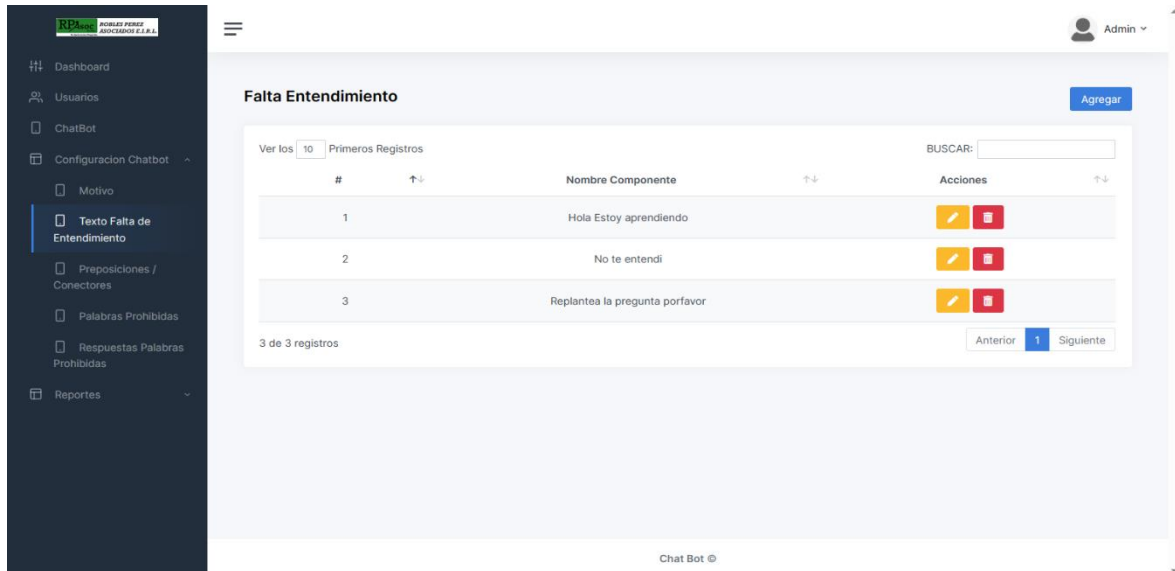 RPAsoc ROBLES PEREZ
ASOCIADOS E.I.R.L.
Admin
Dashboard
Usuarios
ChatBot
Configuracion Chatbot
Motivo
Texto Falta de
Entendimiento
Preposiciones /
Conectores
Palabras Prohibidas
Respuestas Palabras
Prohibidas
Reportes
Falta Entendimiento
Agregar
Ver los 10 Primeros Registros
BUSCAR:
# Nombre Componente Acciones
1 Hola Estoy aprendiendo
2 No te entendi
3 Replantea la pregunta porfavor
3 de 3 registros
Anterior 1 Siguiente
Chat Bot ©